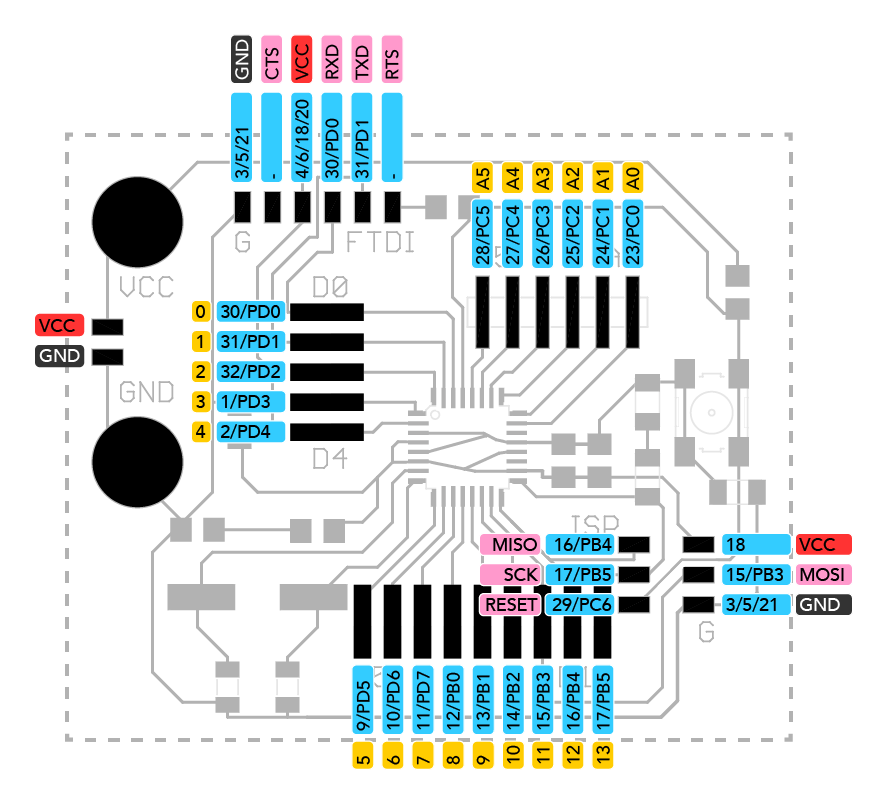 GND CTS VCC RXD TXD RTS
3/5/21 - 4/6/18/20 30/PD0 31/PD1 -
A5 A4 A3 A2 A1 A0
28/PC5 27/PC4 26/PC3 25/PC2 24/PC1 23/PC0
G FTDI
VCC
D0
0 30/PD0
VCC
1 31/PD1
GND
2 32/PD2
GND
3 1/PD3
4 2/PD4
D4
ISP
MISO 16/PB4 18 VCC
SCK 17/PB5 15/PB3 MOSI
RESET 29/PC6 3/5/21 GND
G
9/PD5 10/PD6 11/PD7 12/PB0 13/PB1 14/PB2 15/PB3 16/PB4 17/PB5
5 6 7 8 9 10 11 12 13